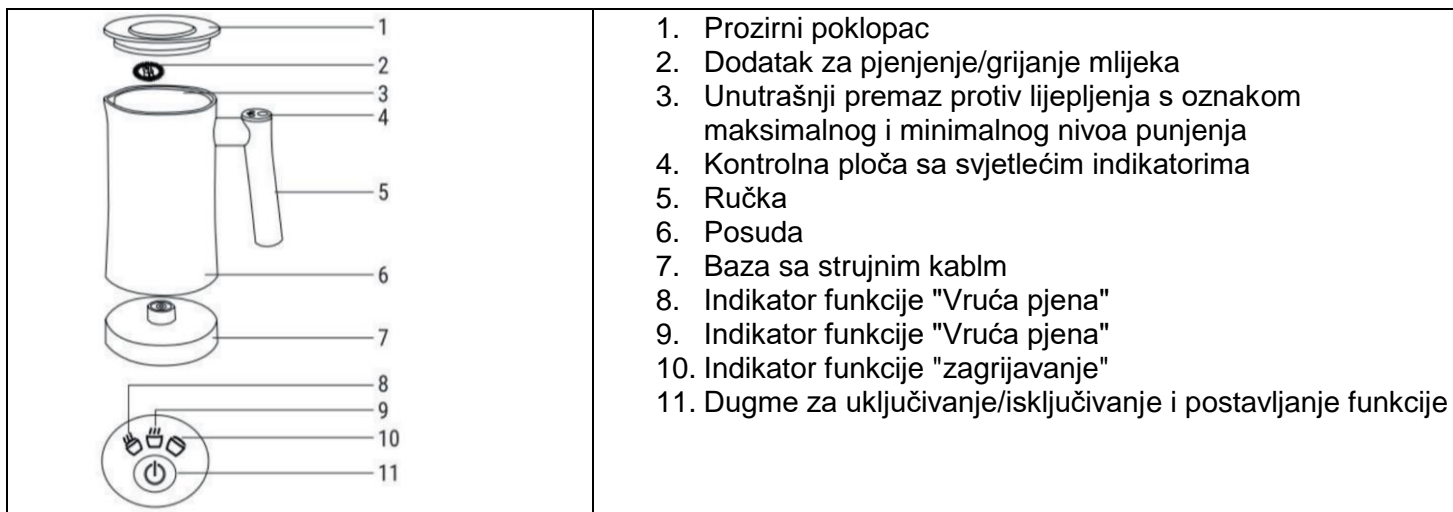 1
2
3
4
5
6
7
8
9
10
11
1. Prozirni poklopac
2. Dodatak za pjenjenje/grijanje mlijeka
3. Unutrašnji premaz protiv lijepljenja s oznakom
maksimalnog i minimalnog nivoa punjenja
4. Kontrolna ploča sa svjetlećim indikatorima
5. Ručka
6. Posuda
7. Baza sa strujnim kablm
8. Indikator funkcije "Vruća pjena"
9. Indikator funkcije "Vruća pjena"
10. Indikator funkcije "zagrijavanje"
11. Dugme za uključivanje/isključivanje i postavljanje funkcije